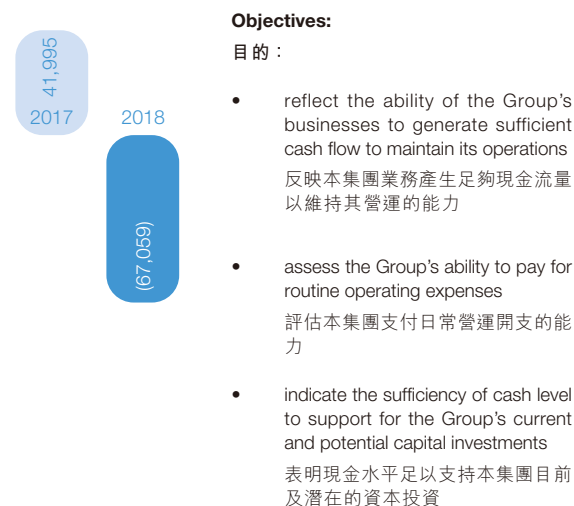 41,995
2017
2018
(67,059)
Objectives:
目的：
• reflect the ability of the Group’s
businesses to generate sufficient
cash flow to maintain its operations
反映本集團業務產生足夠現金流量
以維持其營運的能力
• assess the Group’s ability to pay for
routine operating expenses
評估本集團支付日常營運開支的能
力
• indicate the sufficiency of cash level
to support for the Group’s current
and potential capital investments
表明現金水平足以支持本集團目前
及潛在的資本投資